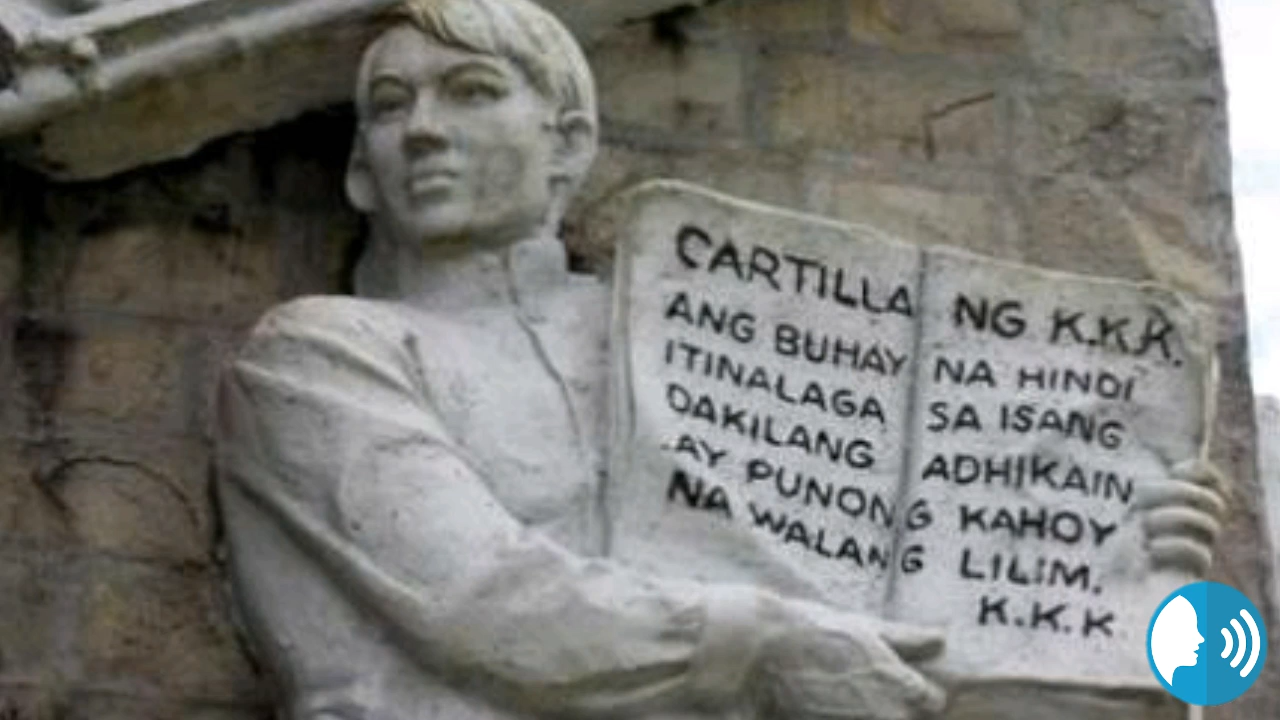 CARTILLA NG K.K.K.
ANG BUHAY NA HINDI
ITINALAGA SA ISANG
DAKILANG ADHIKAIN
AY PUNONG KAHOY
NA WALANG LILIM.
K.K.K.